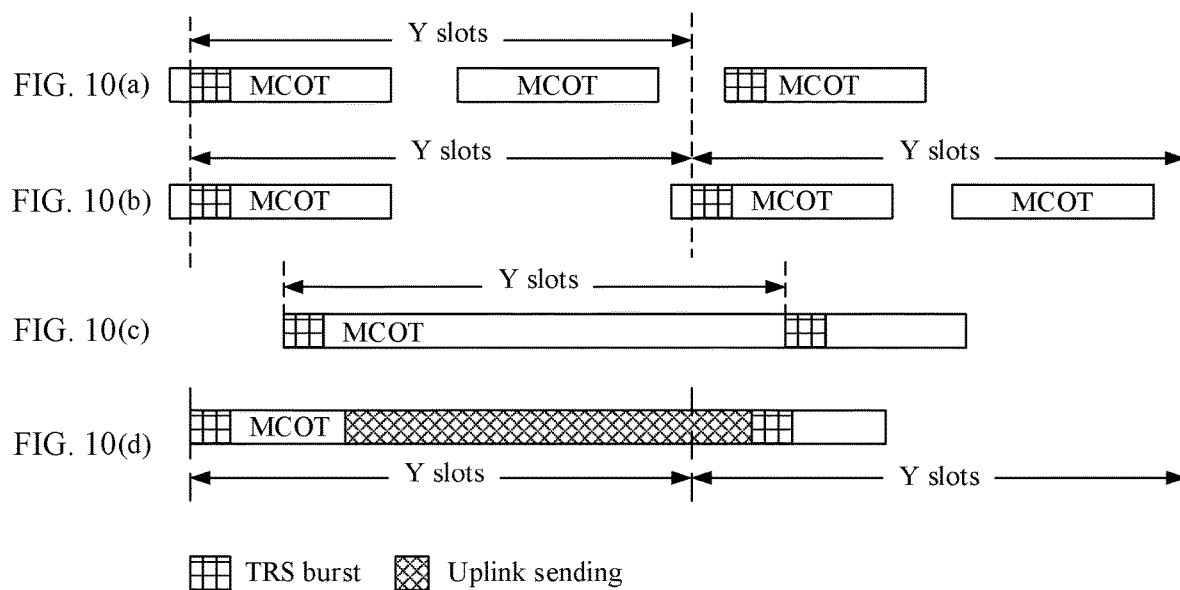 Y slots
FIG. 10(a) MCOT MCOT MCOT
Y slots Y slots
FIG. 10(b) MCOT MCOT MCOT
Y slots
FIG. 10(c) MCOT
FIG. 10(d) MCOT
Y slots Y slots
TRS burst Uplink sending